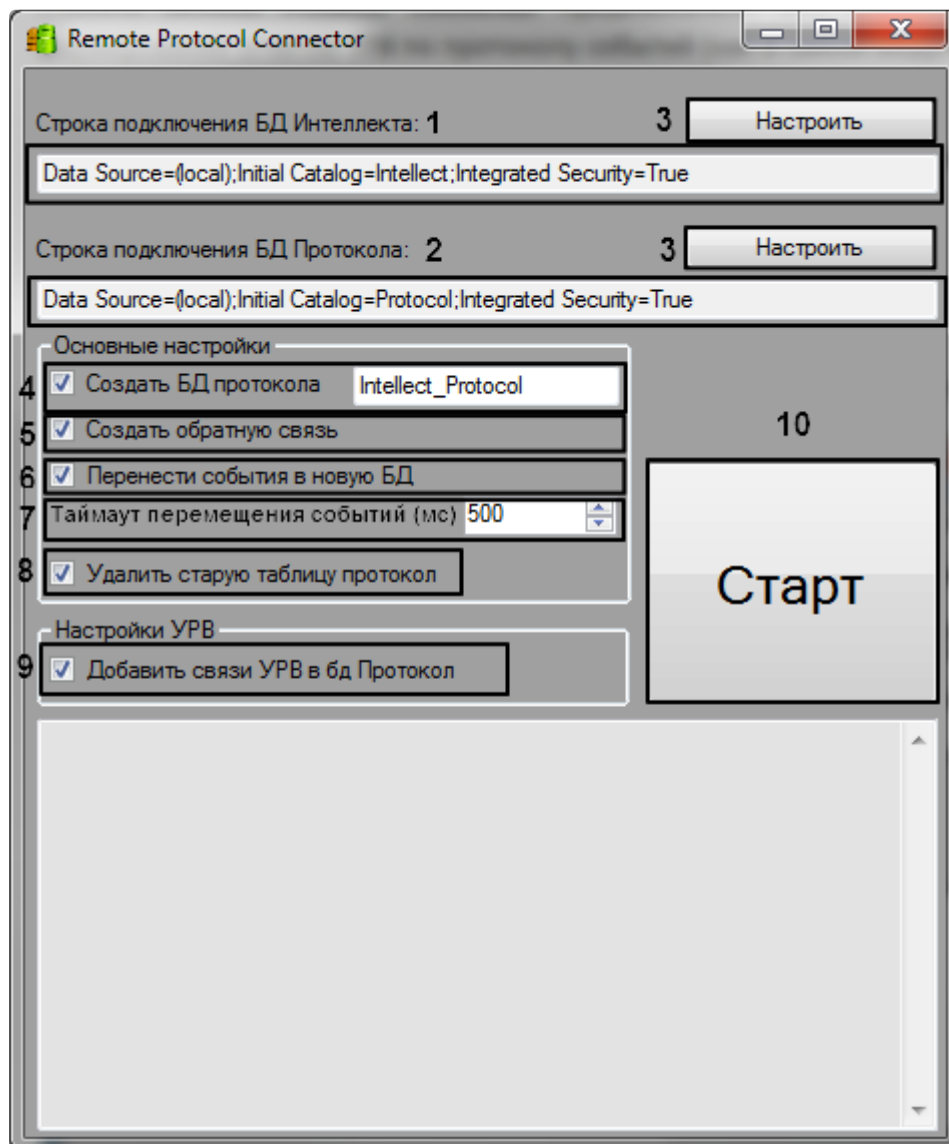 Remote Protocol Connector
Строка подключения БД Интеллекта: 1 3 Настроить
Data Source=(local);Initial Catalog=Intellect;Integrated Security=True
Строка подключения БД Протокола: 2 3 Настроить
Data Source=(local);Initial Catalog=Protocol;Integrated Security=True
Основные настройки
4 Создать БД протокола Intellect_Protocol
5 Создать обратную связь
10
6 Перенести события в новую БД
7 Таймаут перемещения событий (мс) 500
8 Удалить старую таблицу протокол
Старт
Настройки УРВ
9 Добавить связи УРВ в бд Протокол